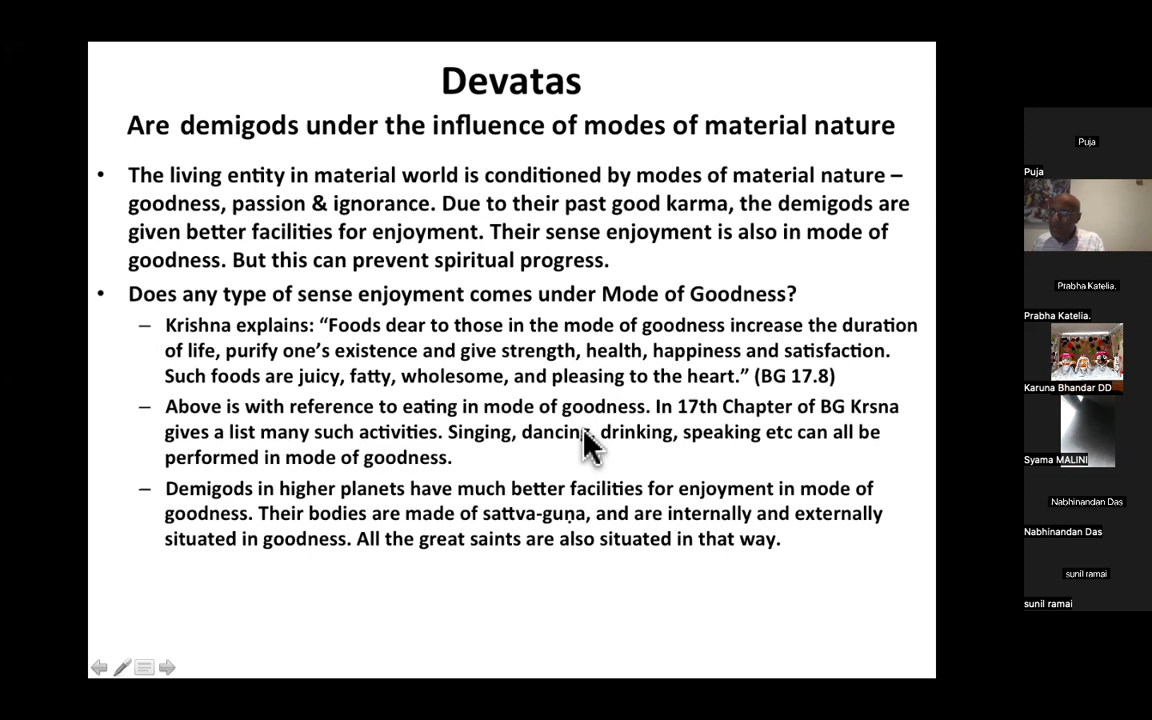 Devatas
Are demigods under the influence of modes of material nature
• The living entity in material world is conditioned by modes of material nature –
goodness, passion & ignorance. Due to their past good karma, the demigods are
given better facilities for enjoyment. Their sense enjoyment is also in mode of
goodness. But this can prevent spiritual progress.
• Does any type of sense enjoyment comes under Mode of Goodness?
– Krishna explains: “Foods dear to those in the mode of goodness increase the duration
of life, purify one’s existence and give strength, health, happiness and satisfaction.
Such foods are juicy, fatty, wholesome, and pleasing to the heart.” (BG 17.8)
– Above is with reference to eating in mode of goodness. In 17th Chapter of BG Krsna
gives a list many such activities. Singing, dancing, drinking, speaking etc can all be
performed in mode of goodness.
– Demigods in higher planets have much better facilities for enjoyment in mode of
goodness. Their bodies are made of sattva-guṇa, and are internally and externally
situated in goodness. All the great saints are also situated in that way.
Puja
Puja
Prabha Katelia.
Prabha Katelia.
Karuna Bhandar DD
Syama MALINI
Nabhinandan Das
Nabhinandan Das
sunil ramai
sunil ramai